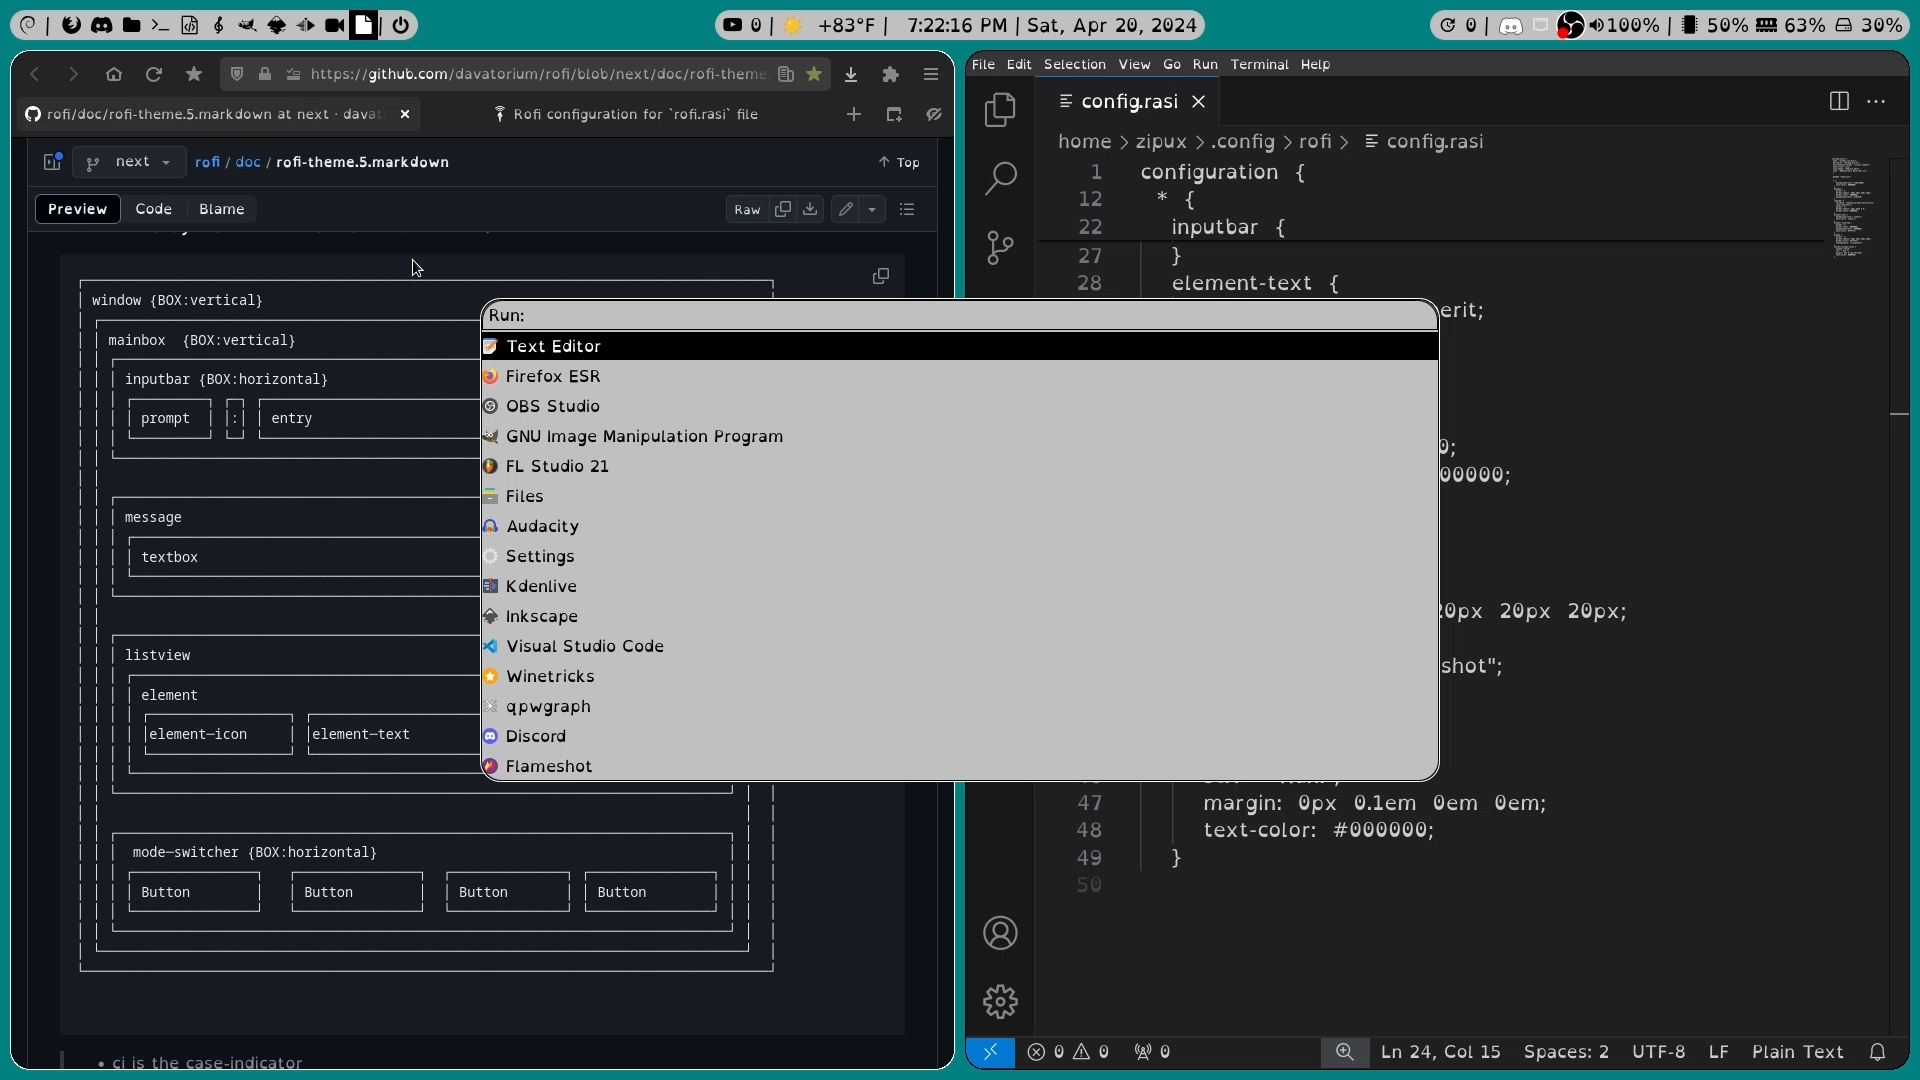 0 | +83°F | 7:22:16 PM | Sat, Apr 20, 2024
0 | 100% | 50% 63% 30%
https://github.com/davatorium/rofi/blob/next/doc/rofi-theme.
rofi/doc/rofi-theme.5.markdown at next · davat
Rofi configuration for `rofi.rasi` file
next
rofi / doc / rofi-theme.5.markdown
Top
Preview
Code
Blame
Raw
window {BOX:vertical}
mainbox {BOX:vertical}
inputbar {BOX:horizontal}
prompt : entry
message
textbox
listview
element
element─icon element─text
mode─switcher {BOX:horizontal}
Button Button Button Button
• ci is the case-indicator
Run:
Text Editor
Firefox ESR
OBS Studio
GNU Image Manipulation Program
FL Studio 21
Files
Audacity
Settings
Kdenlive
Inkscape
Visual Studio Code
Winetricks
qpwgraph
Discord
Flameshot
File Edit Selection View Go Run Terminal Help
config.rasi
home > zipux > .config > rofi > config.rasi
1 configuration {
12 * {
22 inputbar {
27 }
28 element-text {
erit;
0;
00000;
20px 20px 20px;
shot";
47 margin: 0px 0.1em 0em 0em;
48 text-color: #000000;
49 }
50
0 0 0
Ln 24, Col 15 Spaces: 2 UTF-8 LF Plain Text